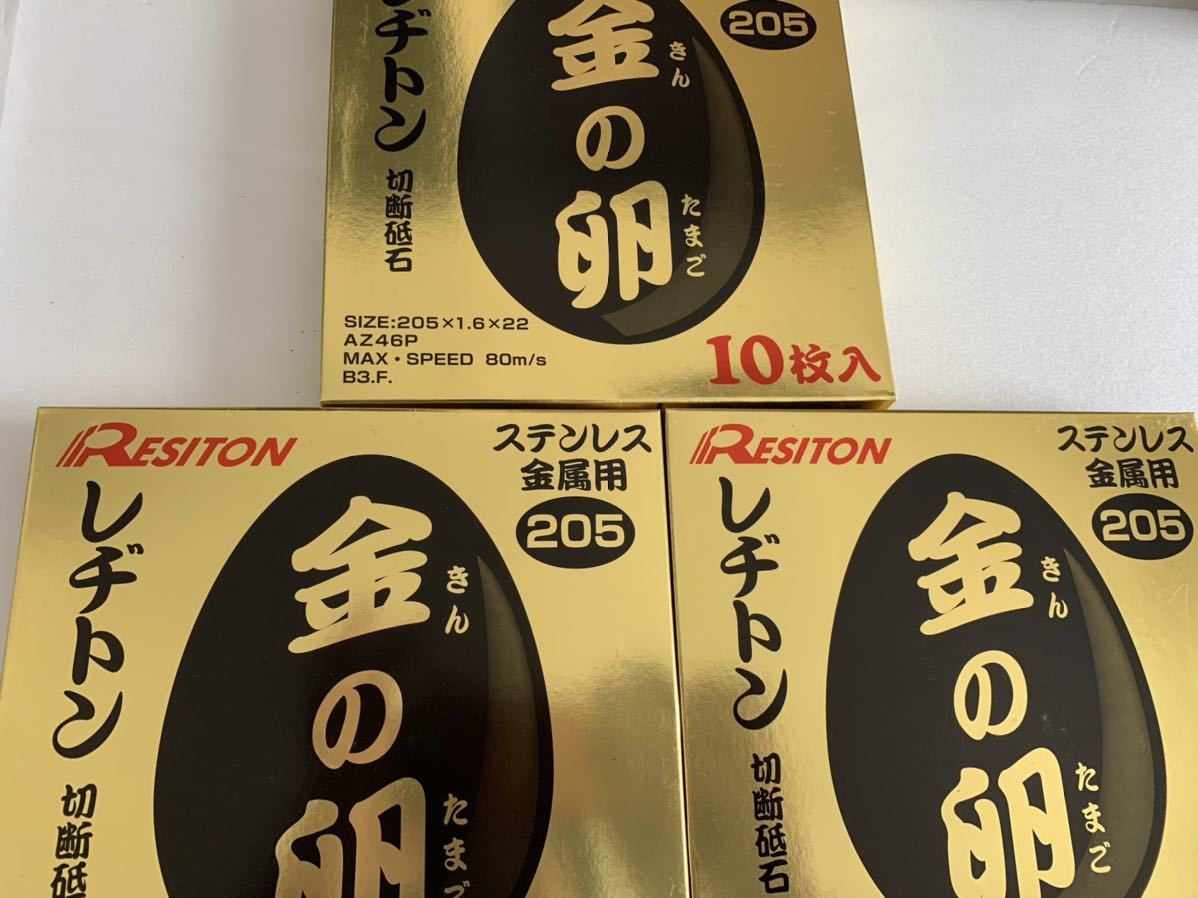 205
金の卵
きん
たまご
ヂトン
切断砥石
SIZE:205×1.6×22
AZ46P
MAX・SPEED 80m/s
B3.F.
10枚入
RESITON
ステンレス
金属用
205
レヂトン
切断砥
金の卵
きん
たまご
RESITON
ステンレス
金属用
205
レヂトン
切断砥石
金の卵
きん
たまご